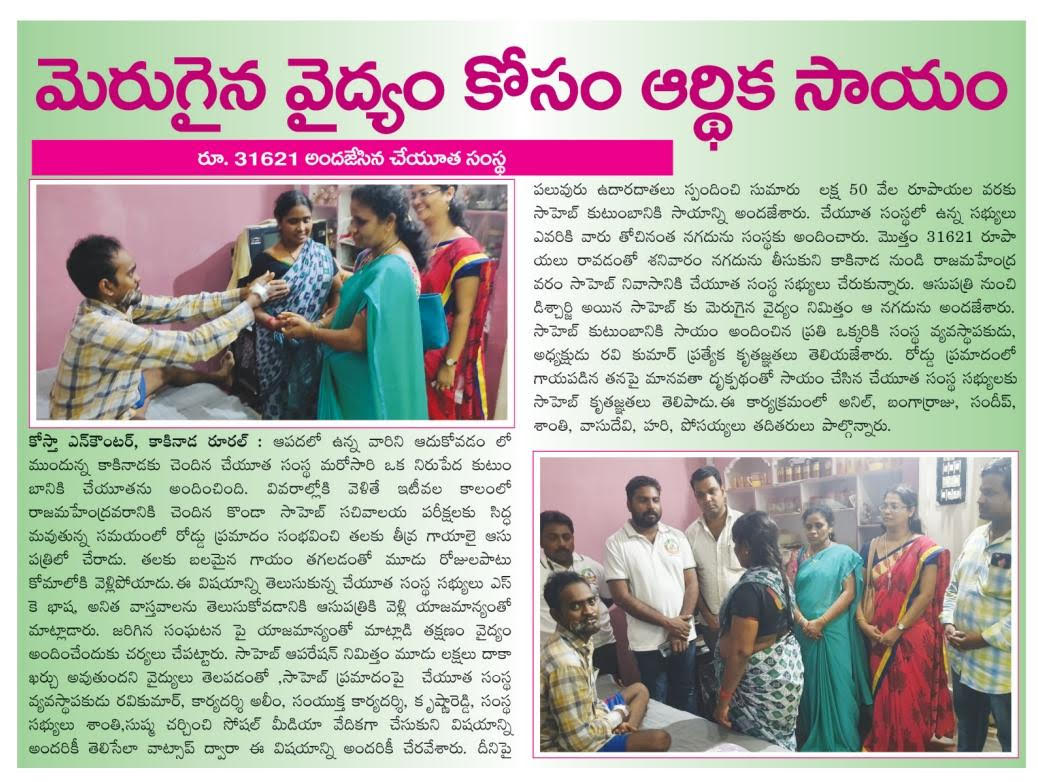 మెరుగైన వైద్యం కోసం ఆర్థిక సాయం
రూ. 31621 అందజేసిన చేయూత సంస్థ
కోస్తా ఎన్‌కౌంటర్, కాకినాడ రూరల్ : ఆపదలో ఉన్న వారిని ఆదుకోవడం లో
ముందున్న కాకినాడకు చెందిన చేయూత సంస్థ మరోసారి ఒక నిరుపేద కుటుం
బానికి చేయూతను అందించింది. వివరాల్లోకి వెళితే ఇటీవల కాలంలో
రాజమహేంద్రవరానికి చెందిన కొండా సాహెబ్ సచివాలయ పరీక్షలకు సిద్ధ
మవుతున్న సమయంలో రోడ్డు ప్రమాదం సంభవించి తలకు తీవ్ర గాయాలై ఆసు
పత్రిలో చేరాడు. తలకు బలమైన గాయం తగలడంతో మూడు రోజులపాటు
కోమాలోకి వెళ్లిపోయాడు.ఈ విషయాన్ని తెలుసుకున్న చేయూత సంస్థ సభ్యులు ఎస్
కె భాష, అనిత వాస్తవాలను తెలుసుకోవడానికి ఆసుపత్రికి వెళ్లి యాజమాన్యంతో
మాట్లాడారు. జరిగిన సంఘటన పై యాజమాన్యంతో మాట్లాడి తక్షణం వైద్యం
అందించేందుకు చర్యలు చేపట్టారు. సాహెబ్ ఆపరేషన్ నిమిత్తం మూడు లక్షలు దాకా
ఖర్చు అవుతుందని వైద్యులు తెలపడంతో ,సాహెబ్ ప్రమాదంపై చేయూత సంస్థ
వ్యవస్థాపకుడు రవికుమార్, కార్యదర్శి అలీం, సంయుక్త కార్యదర్శి, కృష్ణారెడ్డి, సంస్థ
సభ్యులు శాంతి,సుష్మ చర్చించి సోషల్ మీడియా వేదికగా చేసుకుని విషయాన్ని
అందరికీ తెలిసేలా వాట్సాప్ ద్వారా ఈ విషయాన్ని అందరికీ చేరవేశారు. దీనిపై
పలువురు ఉదారదాతలు స్పందించి సుమారు లక్ష 50 వేల రూపాయల వరకు
సాహెబ్ కుటుంబానికి సాయాన్ని అందజేశారు. చేయూత సంస్థలో ఉన్న సభ్యులు
ఎవరికి వారు తోచినంత నగదును సంస్థకు అందించారు. మొత్తం 31621 రూపా
యలు రావడంతో శనివారం నగదును తీసుకుని కాకినాడ నుండి రాజమహేంద్ర
వరం సాహెబ్ నివాసానికి చేయూత సంస్థ సభ్యులు చేరుకున్నారు. ఆసుపత్రి నుంచి
డిశ్చార్జి అయిన సాహెబ్ కు మెరుగైన వైద్యం నిమిత్తం ఆ నగదును అందజేశారు.
సాహెబ్ కుటుంబానికి సాయం అందించిన ప్రతి ఒక్కరికి సంస్థ వ్యవస్థాపకుడు,
అధ్యక్షుడు రవి కుమార్ ప్రత్యేక కృతజ్ఞతలు తెలియజేశారు. రోడ్డు ప్రమాదంలో
గాయపడిన తనపై మానవతా దృక్పథంతో సాయం చేసిన చేయూత సంస్థ సభ్యులకు
సాహెబ్ కృతజ్ఞతలు తెలిపాడు.ఈ కార్యక్రమంలో అనిల్, బంగార్రాజు, సందీప్,
శాంతి, వాసుదేవి, హరి, పోసయ్యలు తదితరులు పాల్గొన్నారు.